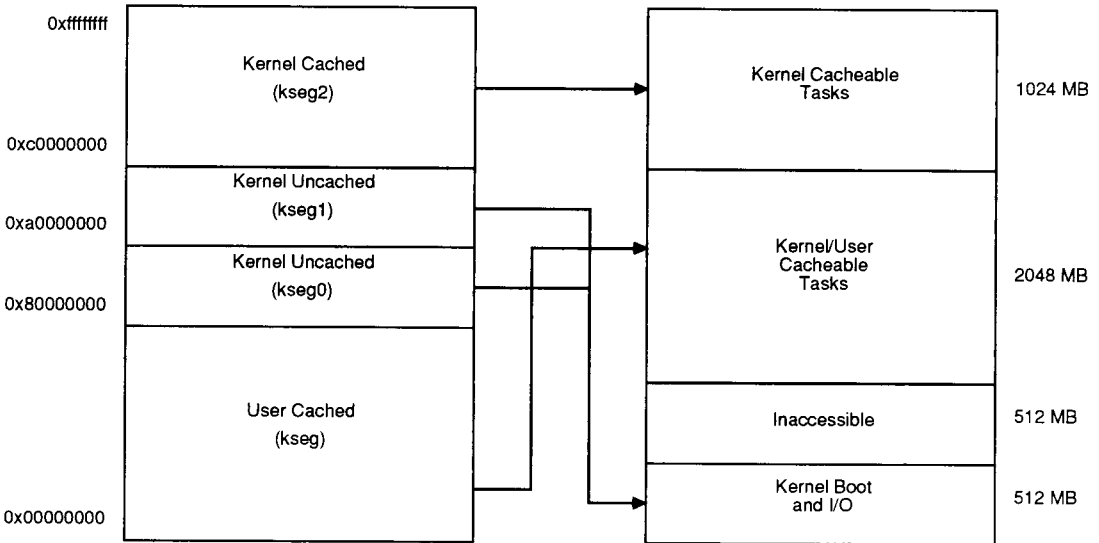 0xffffffff
Kernel Cached
(kseg2)
0xc0000000
Kernel Uncached
(kseg1)
0xa0000000
Kernel Uncached
(kseg0)
0x80000000
User Cached
(kseg)
0x00000000
Kernel Cacheable
Tasks
1024 MB
Kernel/User
Cacheable
Tasks
2048 MB
Inaccessible
512 MB
Kernel Boot
and I/O
512 MB